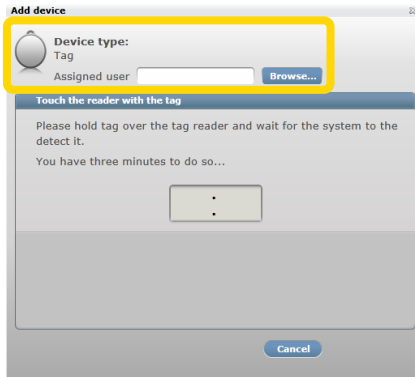 Add device
Device type:
Tag
Assigned user
Browse...
Touch the reader with the tag
Please hold tag over the tag reader and wait for the system to the
detect it.
You have three minutes to do so...
:
Cancel